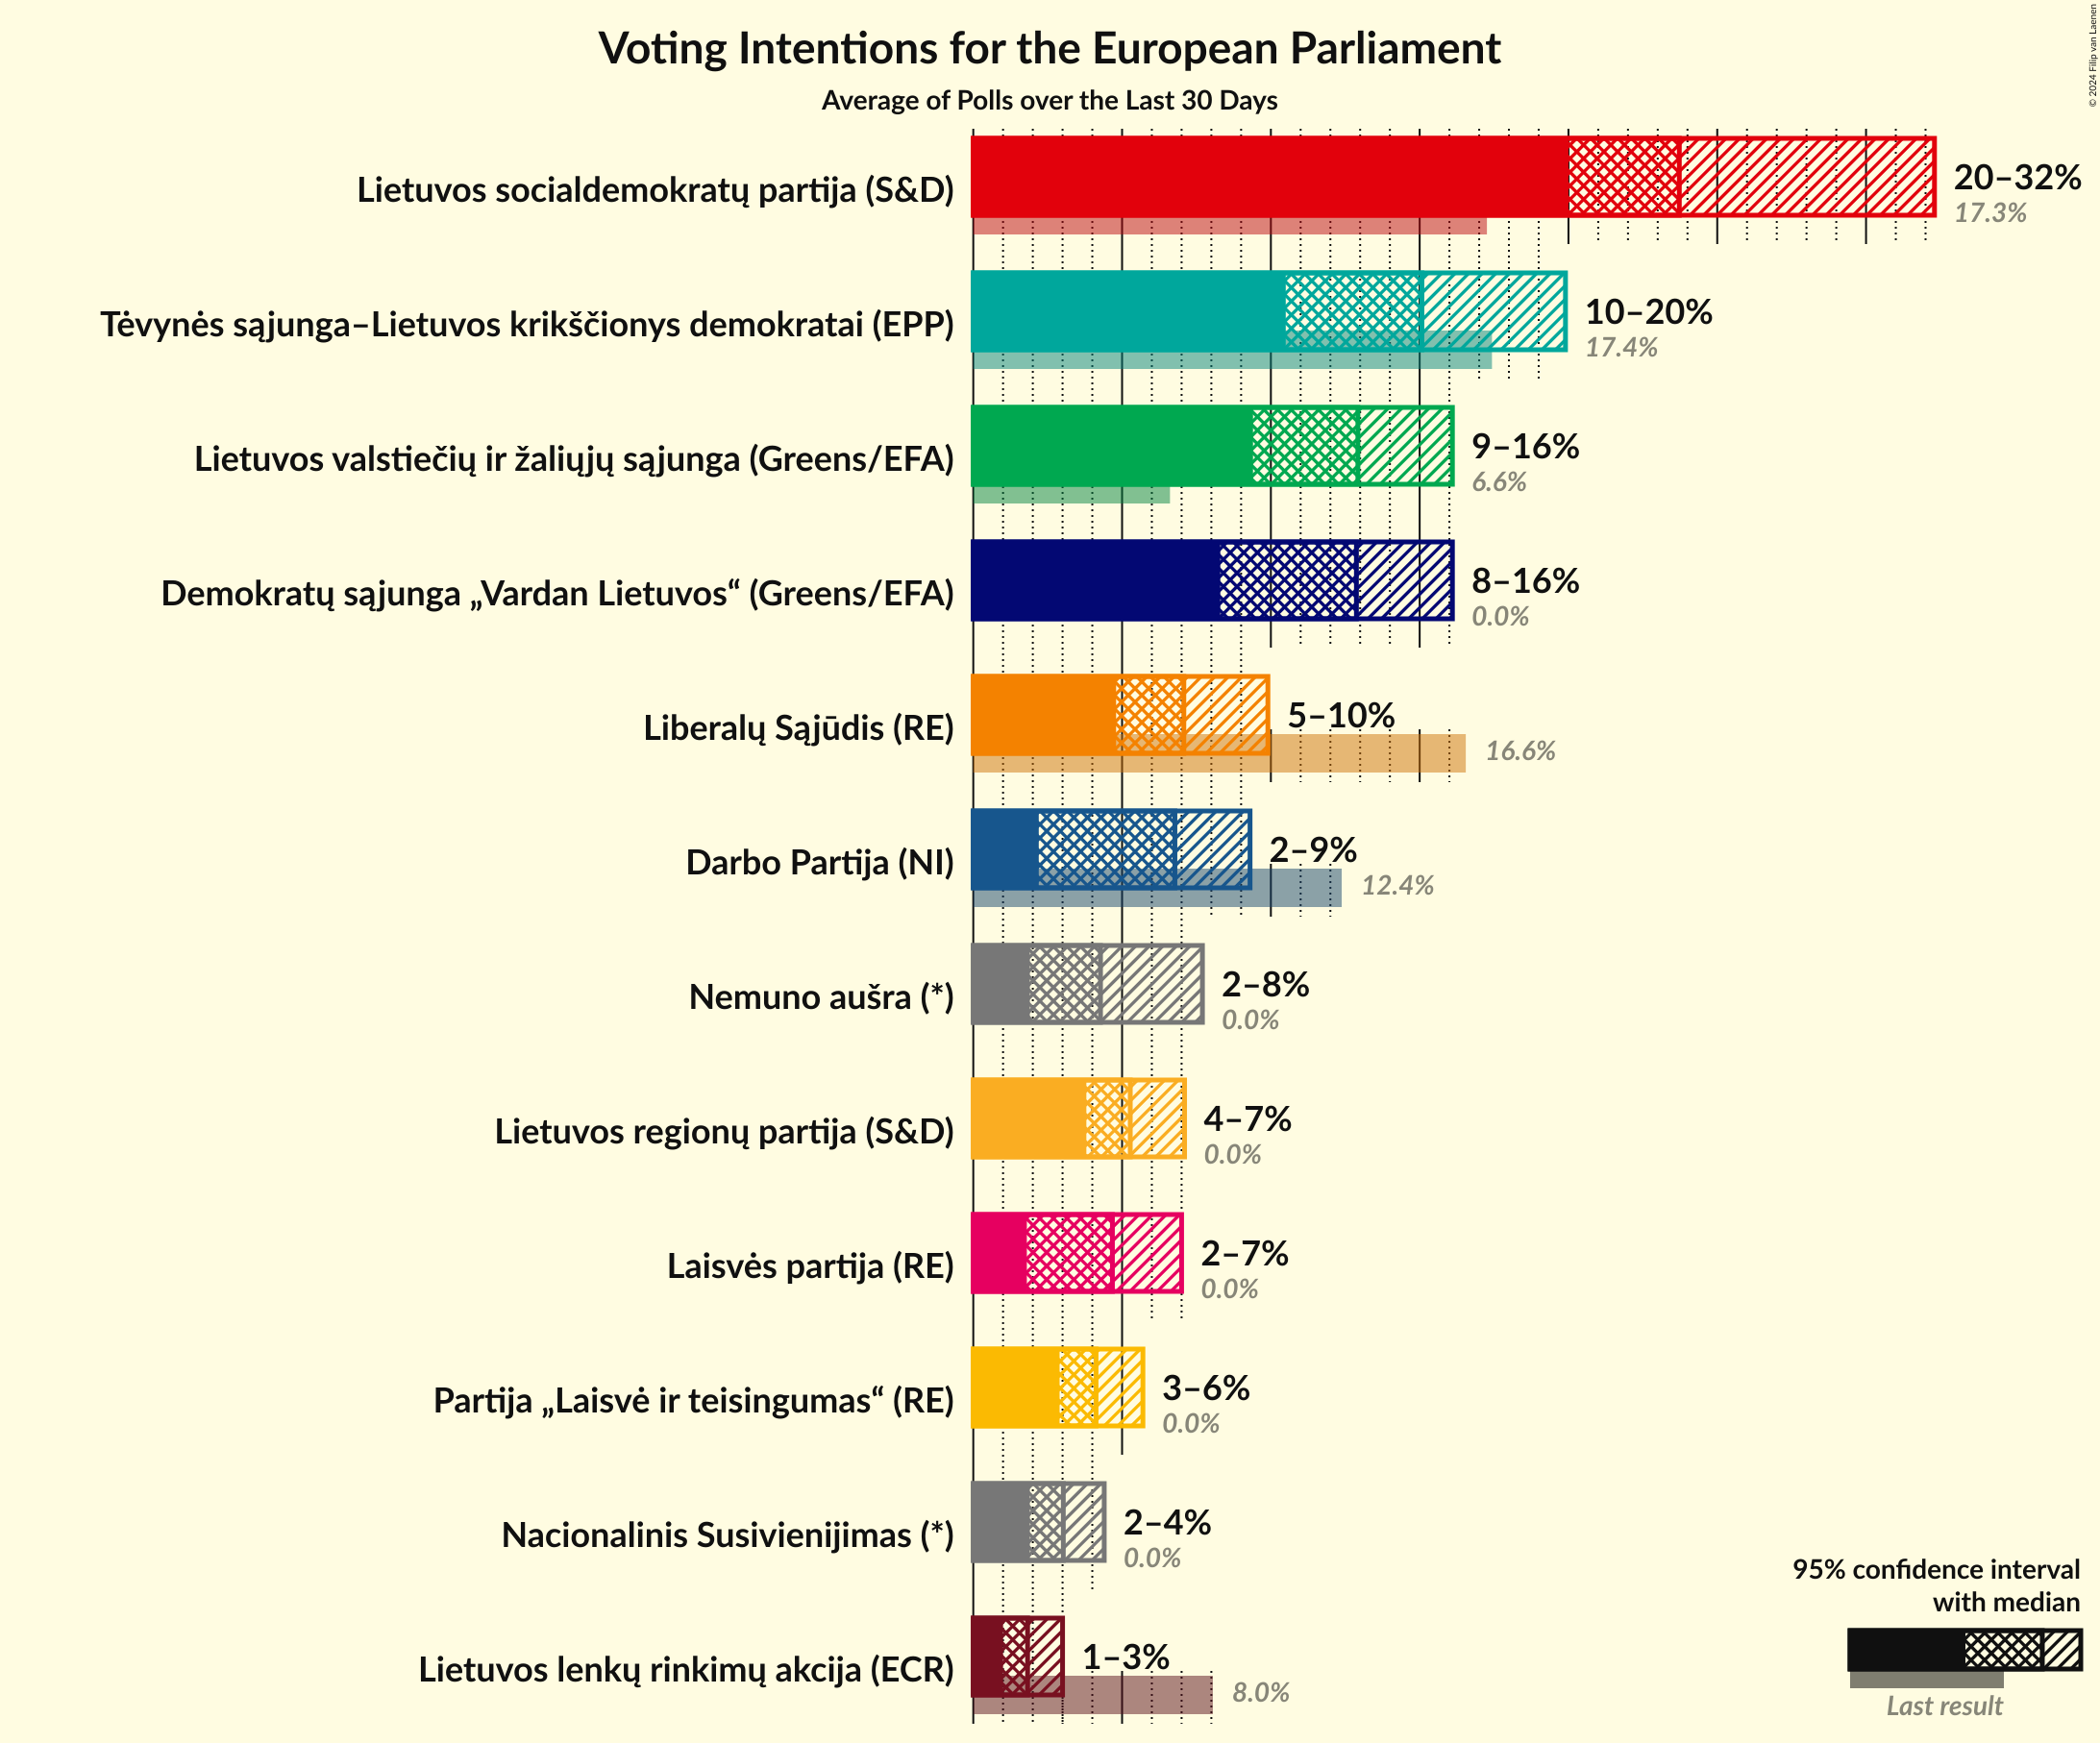 Voting Intentions for the European Parliament
Average of Polls over the Last 30 Days
© 2024 Filip van Laenen
Lietuvos socialdemokratų partija (S&D)
20–32%
17.3%
Tėvynės sąjunga–Lietuvos krikščionys demokratai (EPP)
10–20%
17.4%
Lietuvos valstiečių ir žaliųjų sąjunga (Greens/EFA)
9–16%
6.6%
Demokratų sąjunga „Vardan Lietuvos“ (Greens/EFA)
8–16%
0.0%
Liberalų Sąjūdis (RE)
5–10%
16.6%
Darbo Partija (NI)
2–9%
12.4%
Nemuno aušra (*)
2–8%
0.0%
Lietuvos regionų partija (S&D)
4–7%
0.0%
Laisvės partija (RE)
2–7%
0.0%
Partija „Laisvė ir teisingumas“ (RE)
3–6%
0.0%
Nacionalinis Susivienijimas (*)
2–4%
0.0%
Lietuvos lenkų rinkimų akcija (ECR)
1–3%
8.0%
95% confidence interval
with median
Last result